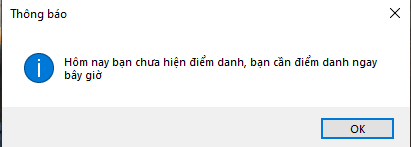 Thông báo
Hôm nay bạn chưa hiện điểm danh, bạn cần điểm danh ngay
bây giờ
OK